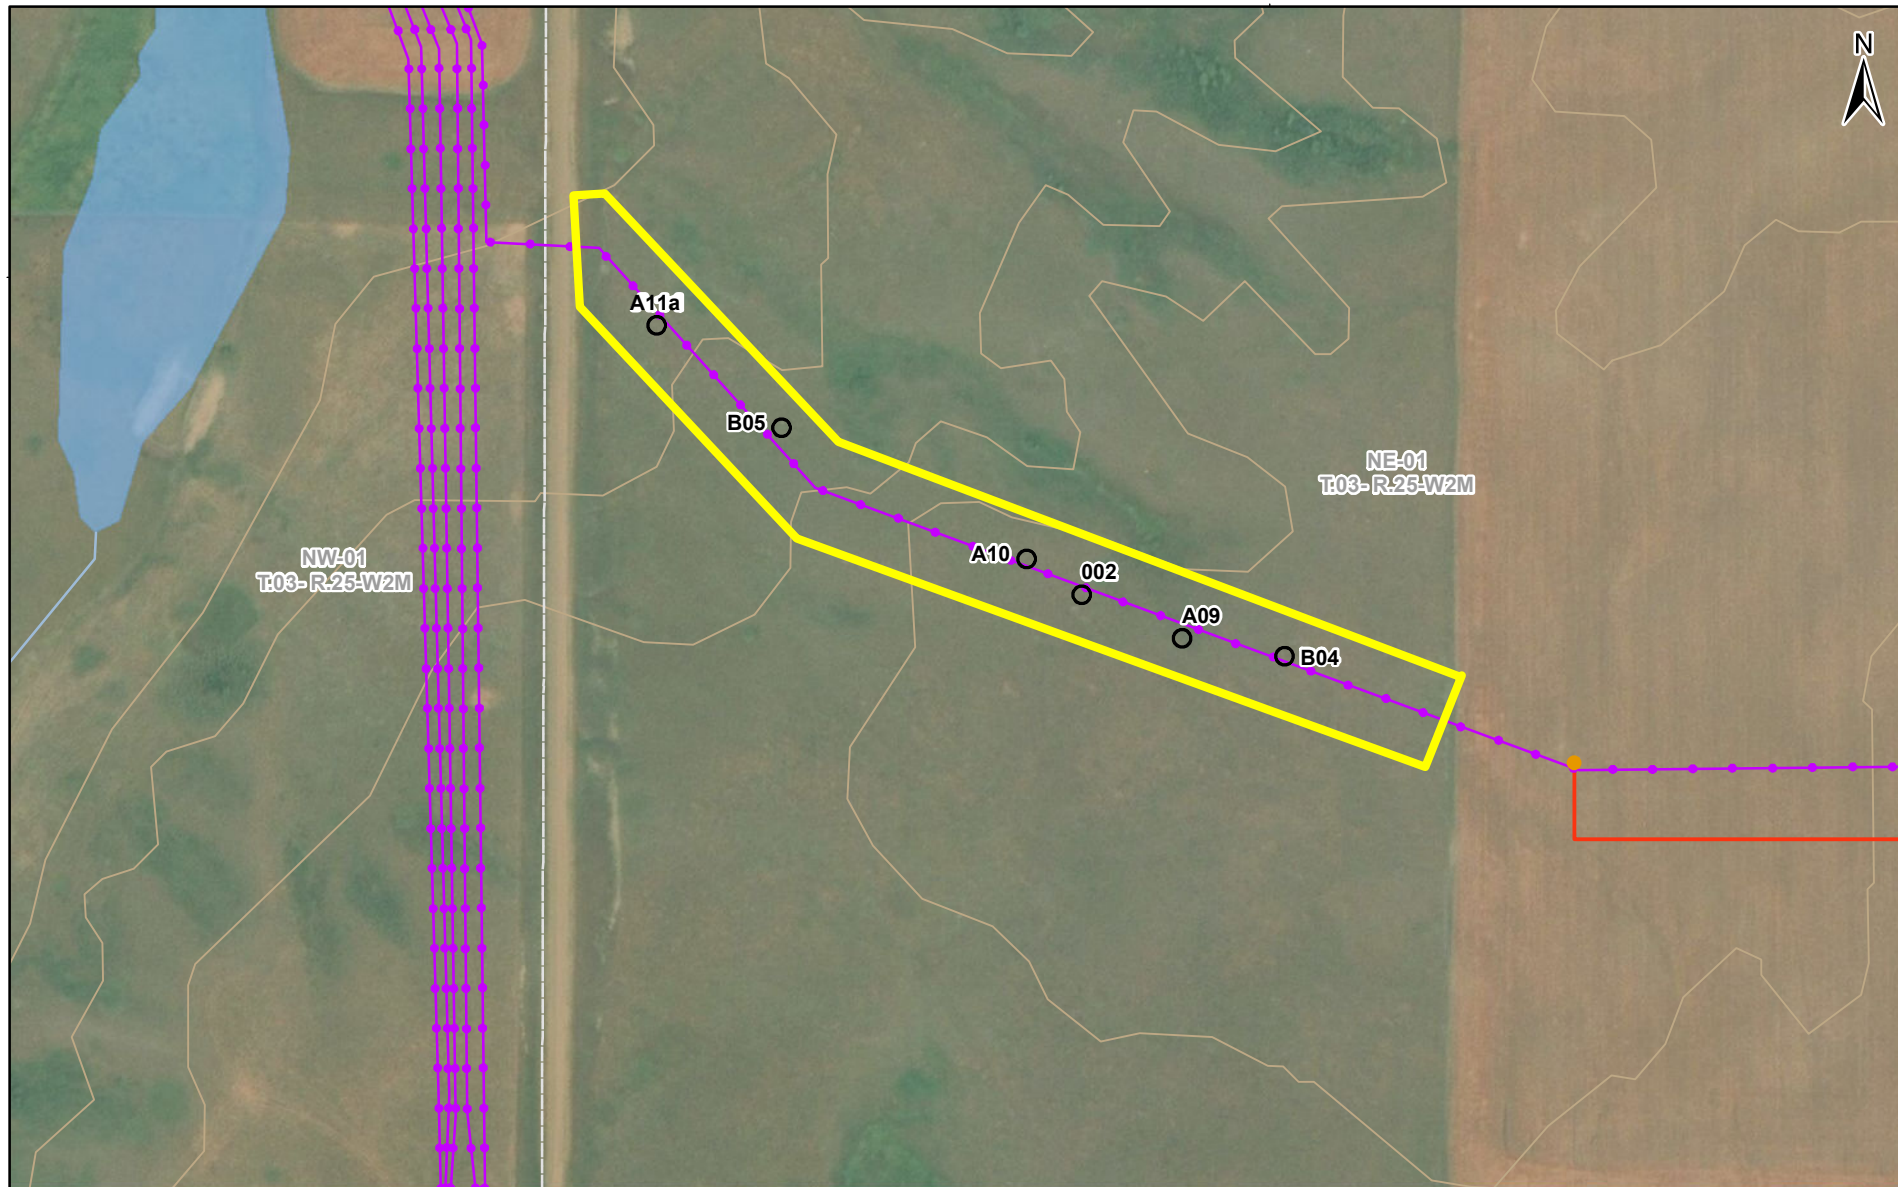 N
A11a
B05
NE-01
T.03- R.25-W2M
A10
002
NW-01
T.03- R.25-W2M
A09
B04